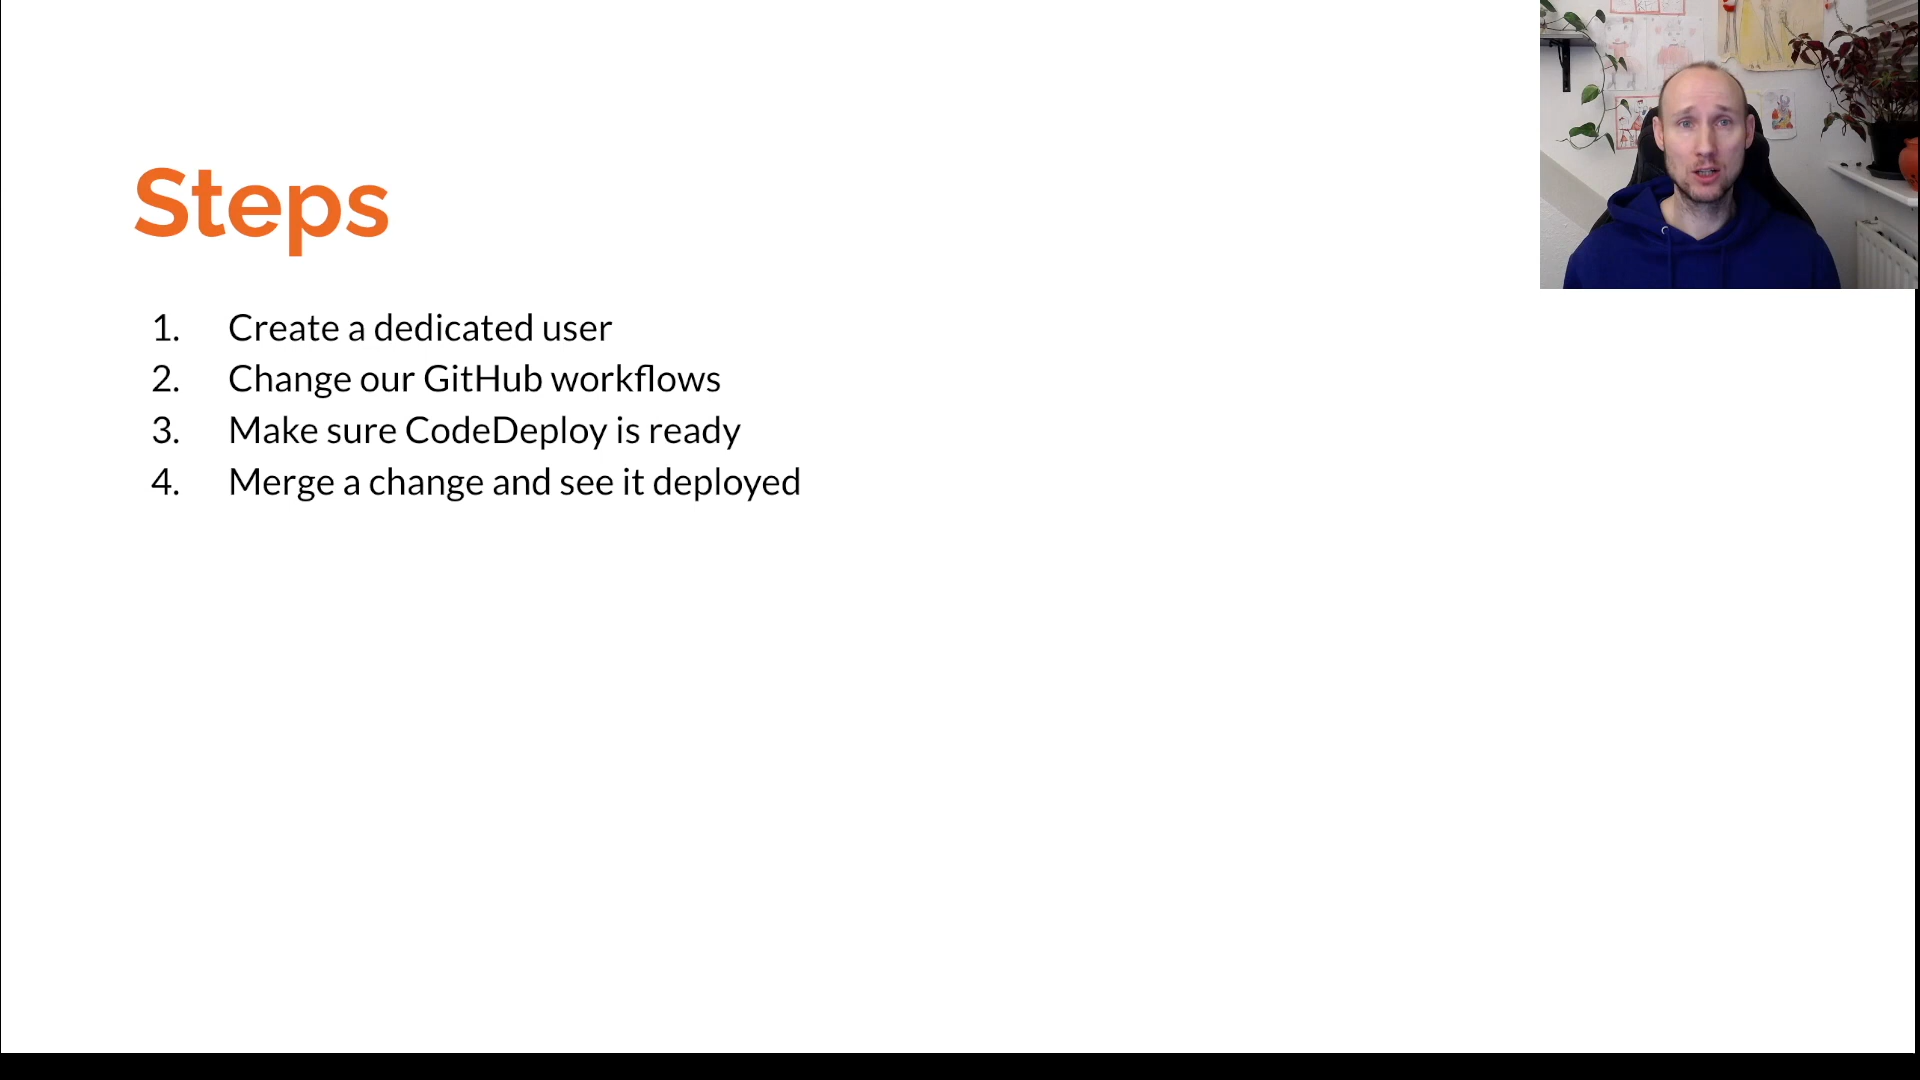 Steps
1. Create a dedicated user
2. Change our GitHub workflows
3. Make sure CodeDeploy is ready
4. Merge a change and see it deployed